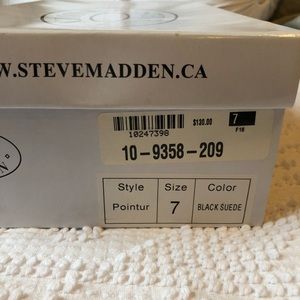 W.STEVEMADDEN.CA
10247398
$130.00
7
F18
10-9358-209
Style Size Color
Pointur 7 BLACK SUEDE